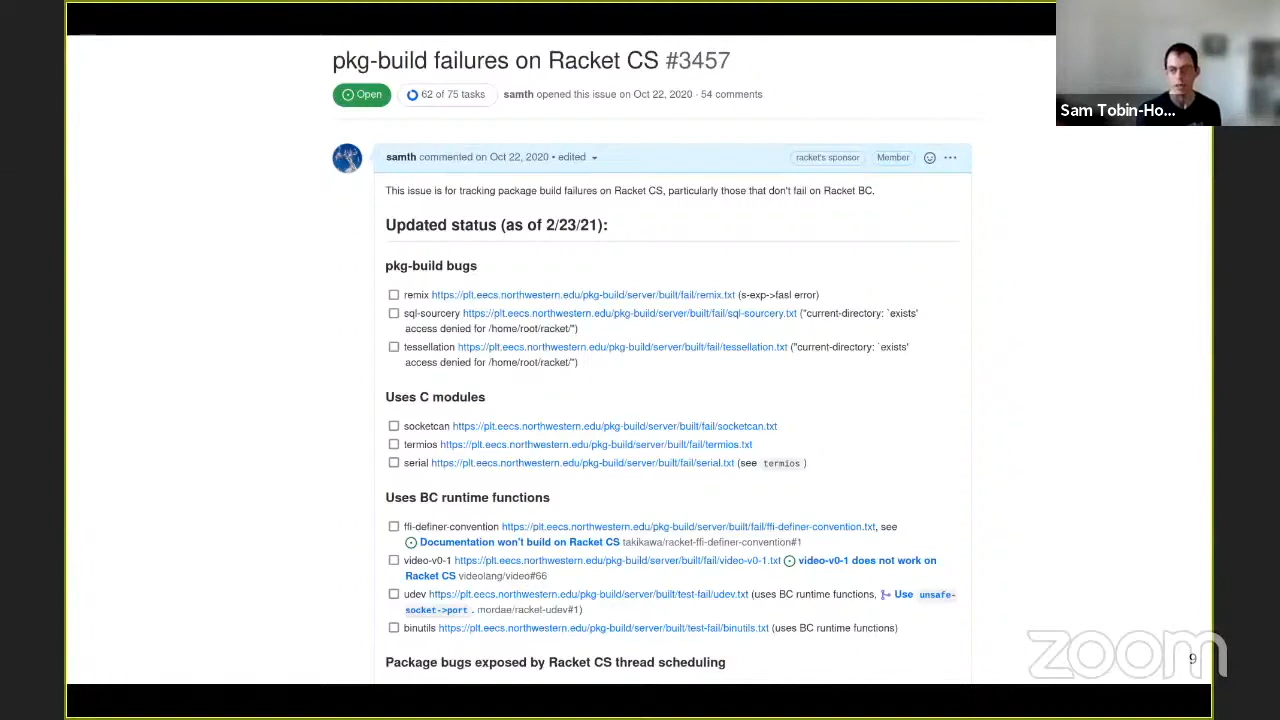 pkg-build failures on Racket CS #3457
Open
62 of 75 tasks
samth opened this issue on Oct 22, 2020 · 54 comments
Sam Tobin-Ho...
samth commented on Oct 22, 2020 • edited
racket's sponsor
Member
This issue is for tracking package build failures on Racket CS, particularly those that don't fail on Racket BC.
Updated status (as of 2/23/21):
pkg-build bugs
remix https://plt.eecs.northwestern.edu/pkg-build/server/built/fail/remix.txt (s-exp->fasl error)
sql-sourcery https://plt.eecs.northwestern.edu/pkg-build/server/built/fail/sql-sourcery.txt ("current-directory: `exists'
access denied for /home/root/racket/")
tessellation https://plt.eecs.northwestern.edu/pkg-build/server/built/fail/tessellation.txt ("current-directory: `exists'
access denied for /home/root/racket/")
Uses C modules
socketcan https://plt.eecs.northwestern.edu/pkg-build/server/built/fail/socketcan.txt
termios https://plt.eecs.northwestern.edu/pkg-build/server/built/fail/termios.txt
serial https://plt.eecs.northwestern.edu/pkg-build/server/built/fail/serial.txt (see termios )
Uses BC runtime functions
ffi-definer-convention https://plt.eecs.northwestern.edu/pkg-build/server/built/fail/ffi-definer-convention.txt, see
Documentation won't build on Racket CS takikawa/racket-ffi-definer-convention#1
video-v0-1 https://plt.eecs.northwestern.edu/pkg-build/server/built/fail/video-v0-1.txt video-v0-1 does not work on
Racket CS videolang/video#66
udev https://plt.eecs.northwestern.edu/pkg-build/server/built/test-fail/udev.txt (uses BC runtime functions, Use unsafe-
socket->port . mordae/racket-udev#1)
binutils https://plt.eecs.northwestern.edu/pkg-build/server/built/test-fail/binutils.txt (uses BC runtime functions)
Package bugs exposed by Racket CS thread scheduling
zoom
9